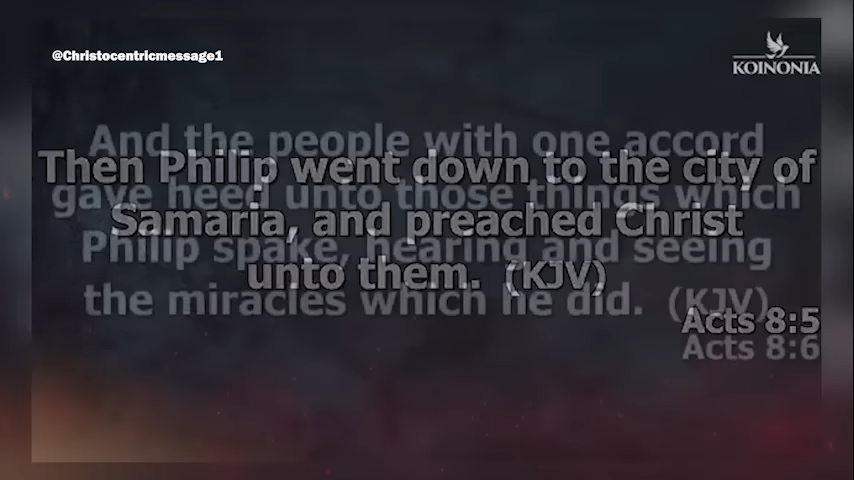 @Christocentricmessage1
KOINONIA
Then Philip went down to the city of
Samaria, and preached Christ
unto them. (KJV)
Acts 8:5
And the people with one accord
gave heed unto those things which
Philip spake, hearing and seeing
the miracles which he did. (KJV)
Acts 8:6